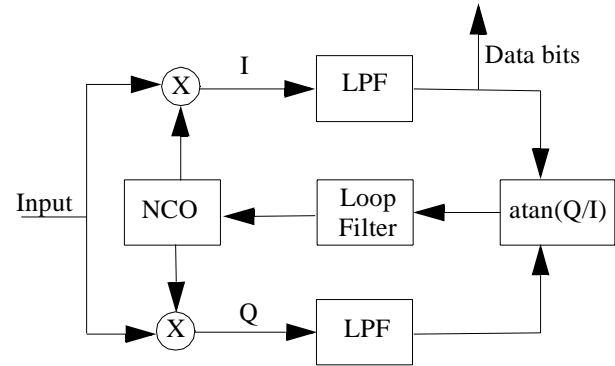 I
Data bits
X
LPF
Input
NCO
Loop
Filter
atan(Q/I)
X
Q
LPF